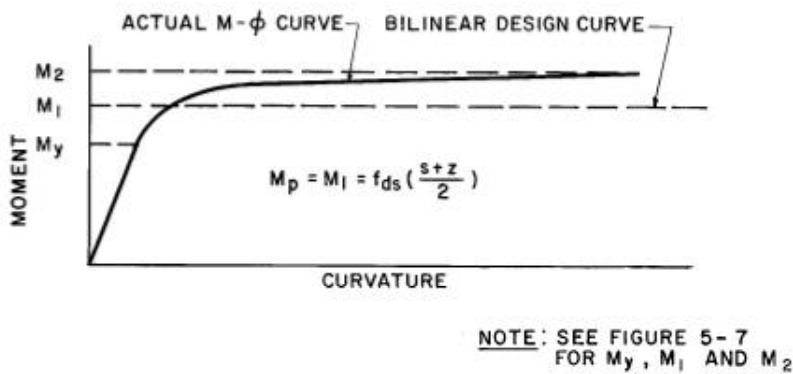 ACTUAL M-ϕ CURVE
BILINEAR DESIGN CURVE
M₂
M₁
My
MOMENT
Mp = M₁ = fds (s+z/2)
CURVATURE
NOTE: SEE FIGURE 5-7
FOR My, M₁ AND M₂